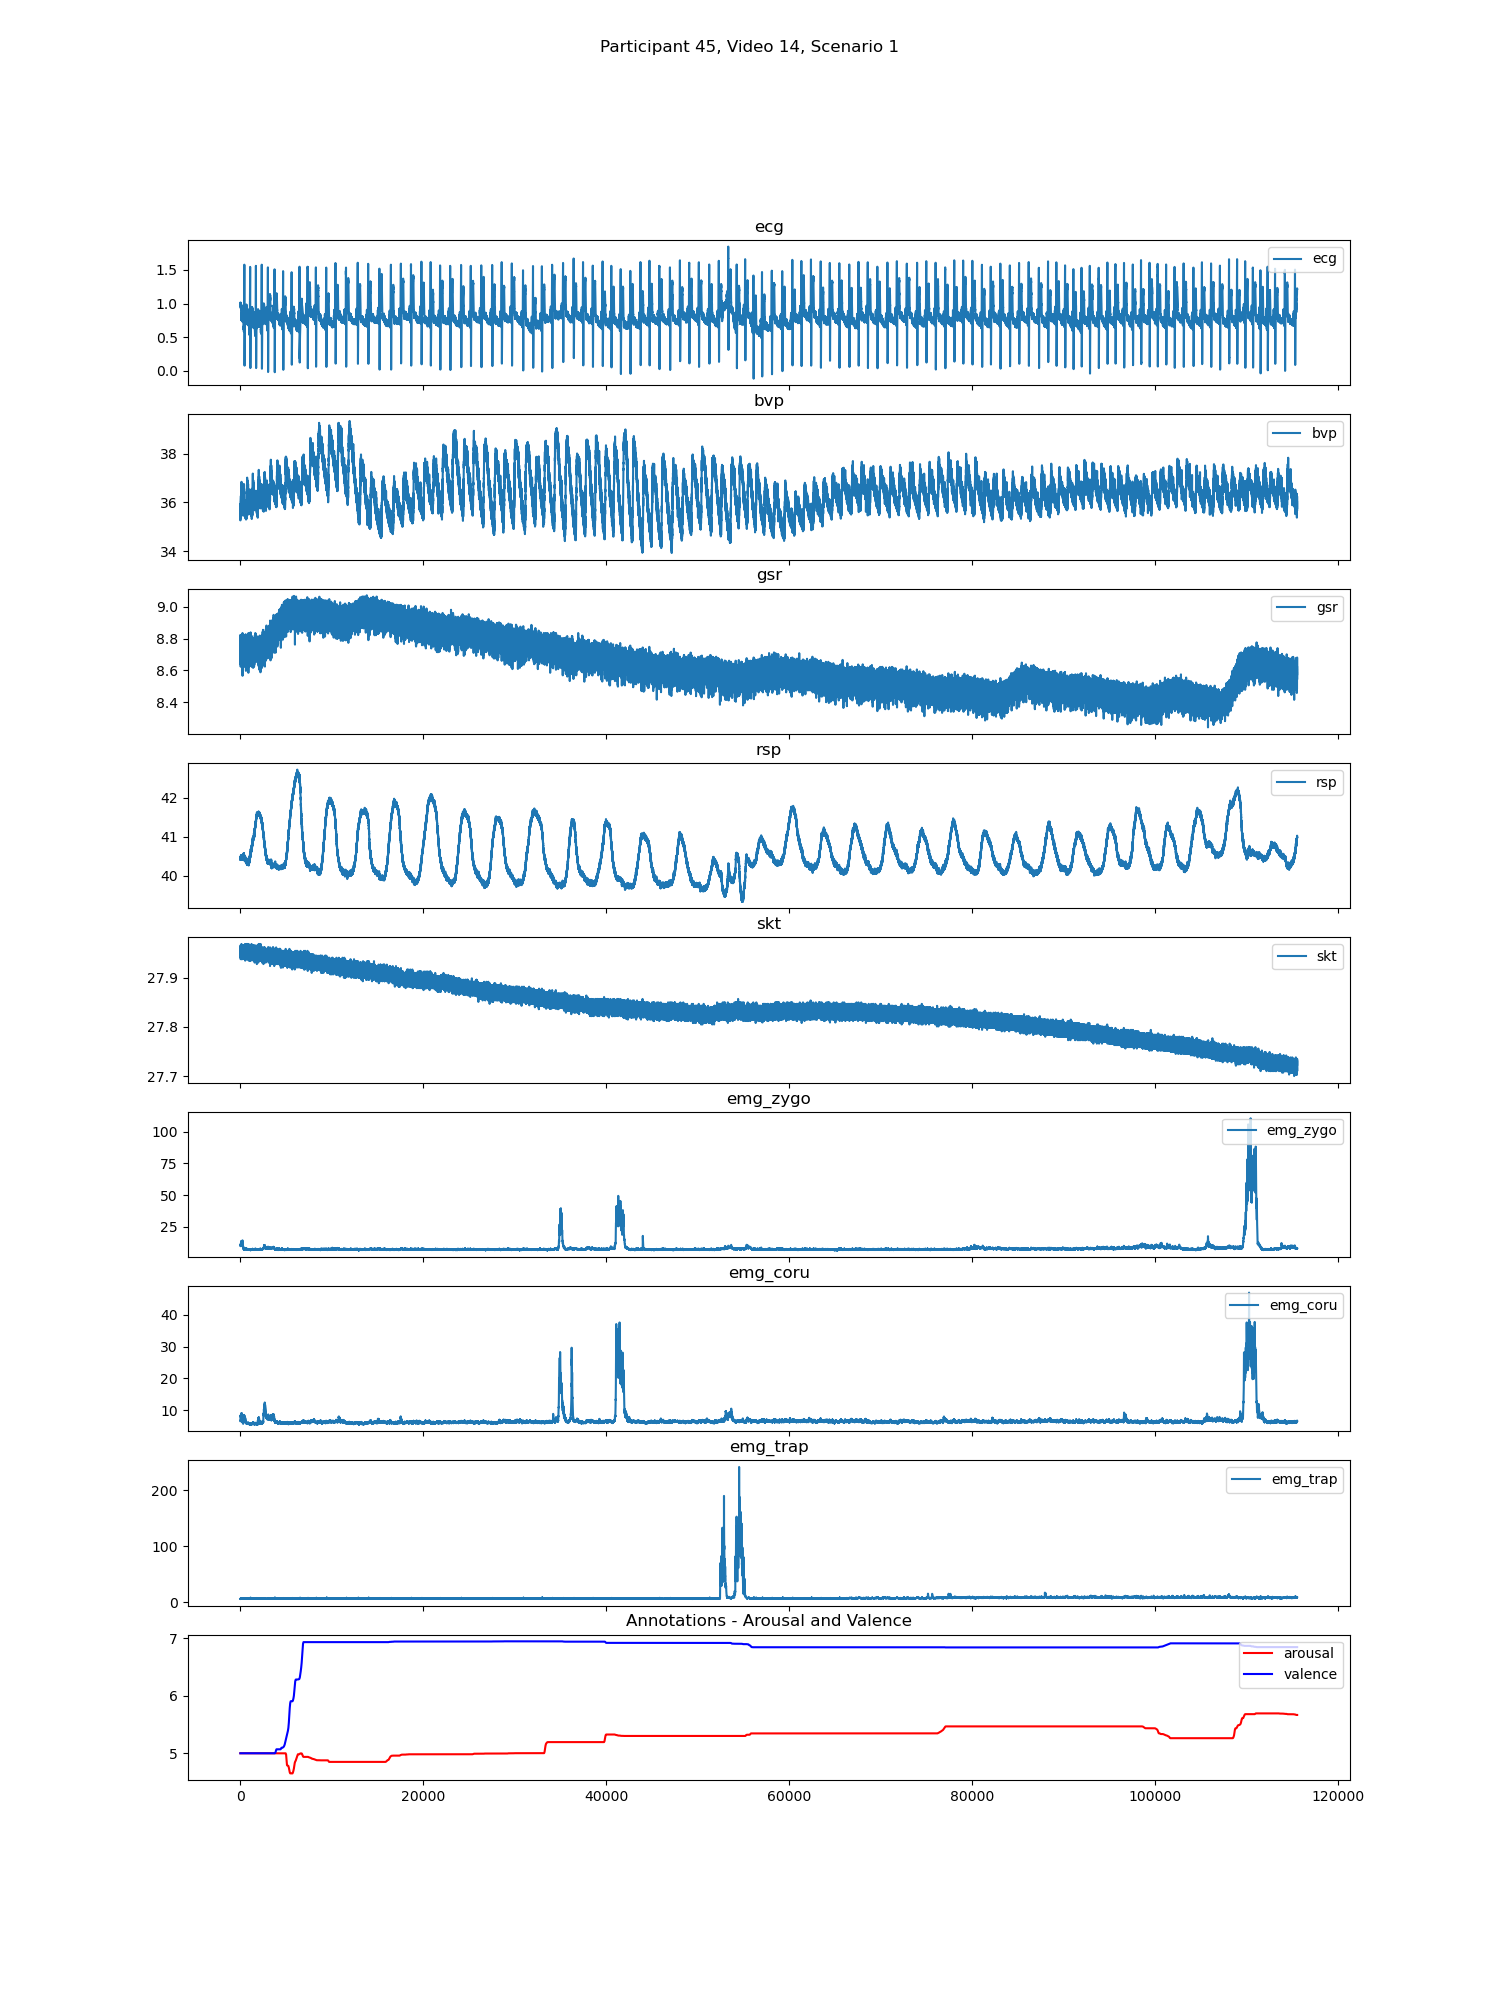 Participant 45, Video 14, Scenario 1
ecg
1.5
1.0
0.5
0.0
ecg
bvp
38
36
34
bvp
gsr
9.0
8.8
8.6
8.4
gsr
rsp
42
41
40
rsp
skt
27.9
27.8
27.7
skt
emg_zygo
100
75
50
25
emg_zygo
emg_coru
40
30
20
10
emg_coru
emg_trap
200
100
0
emg_trap
Annotations - Arousal and Valence
7
6
5
arousal
valence
0 20000 40000 60000 80000 100000 120000